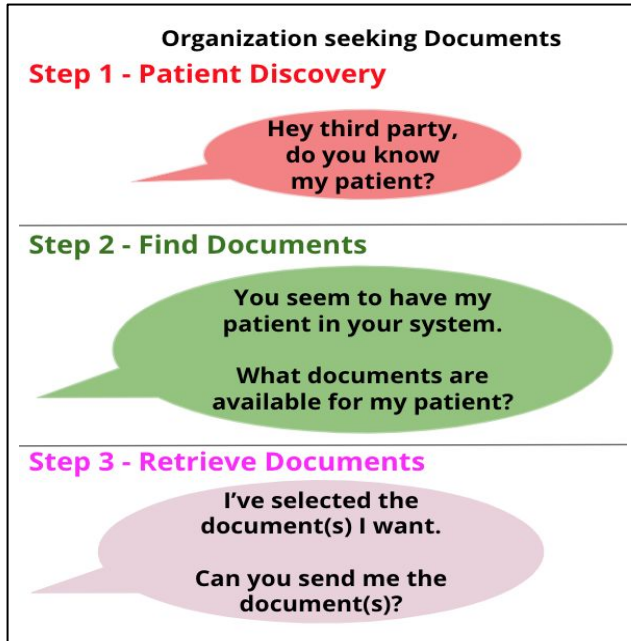 Organization seeking Documents
Step 1 - Patient Discovery
Hey third party,
do you know
my patient?
Step 2 - Find Documents
You seem to have my
patient in your system.
What documents are
available for my patient?
Step 3 - Retrieve Documents
I've selected the
document(s) I want.
Can you send me the
document(s)?